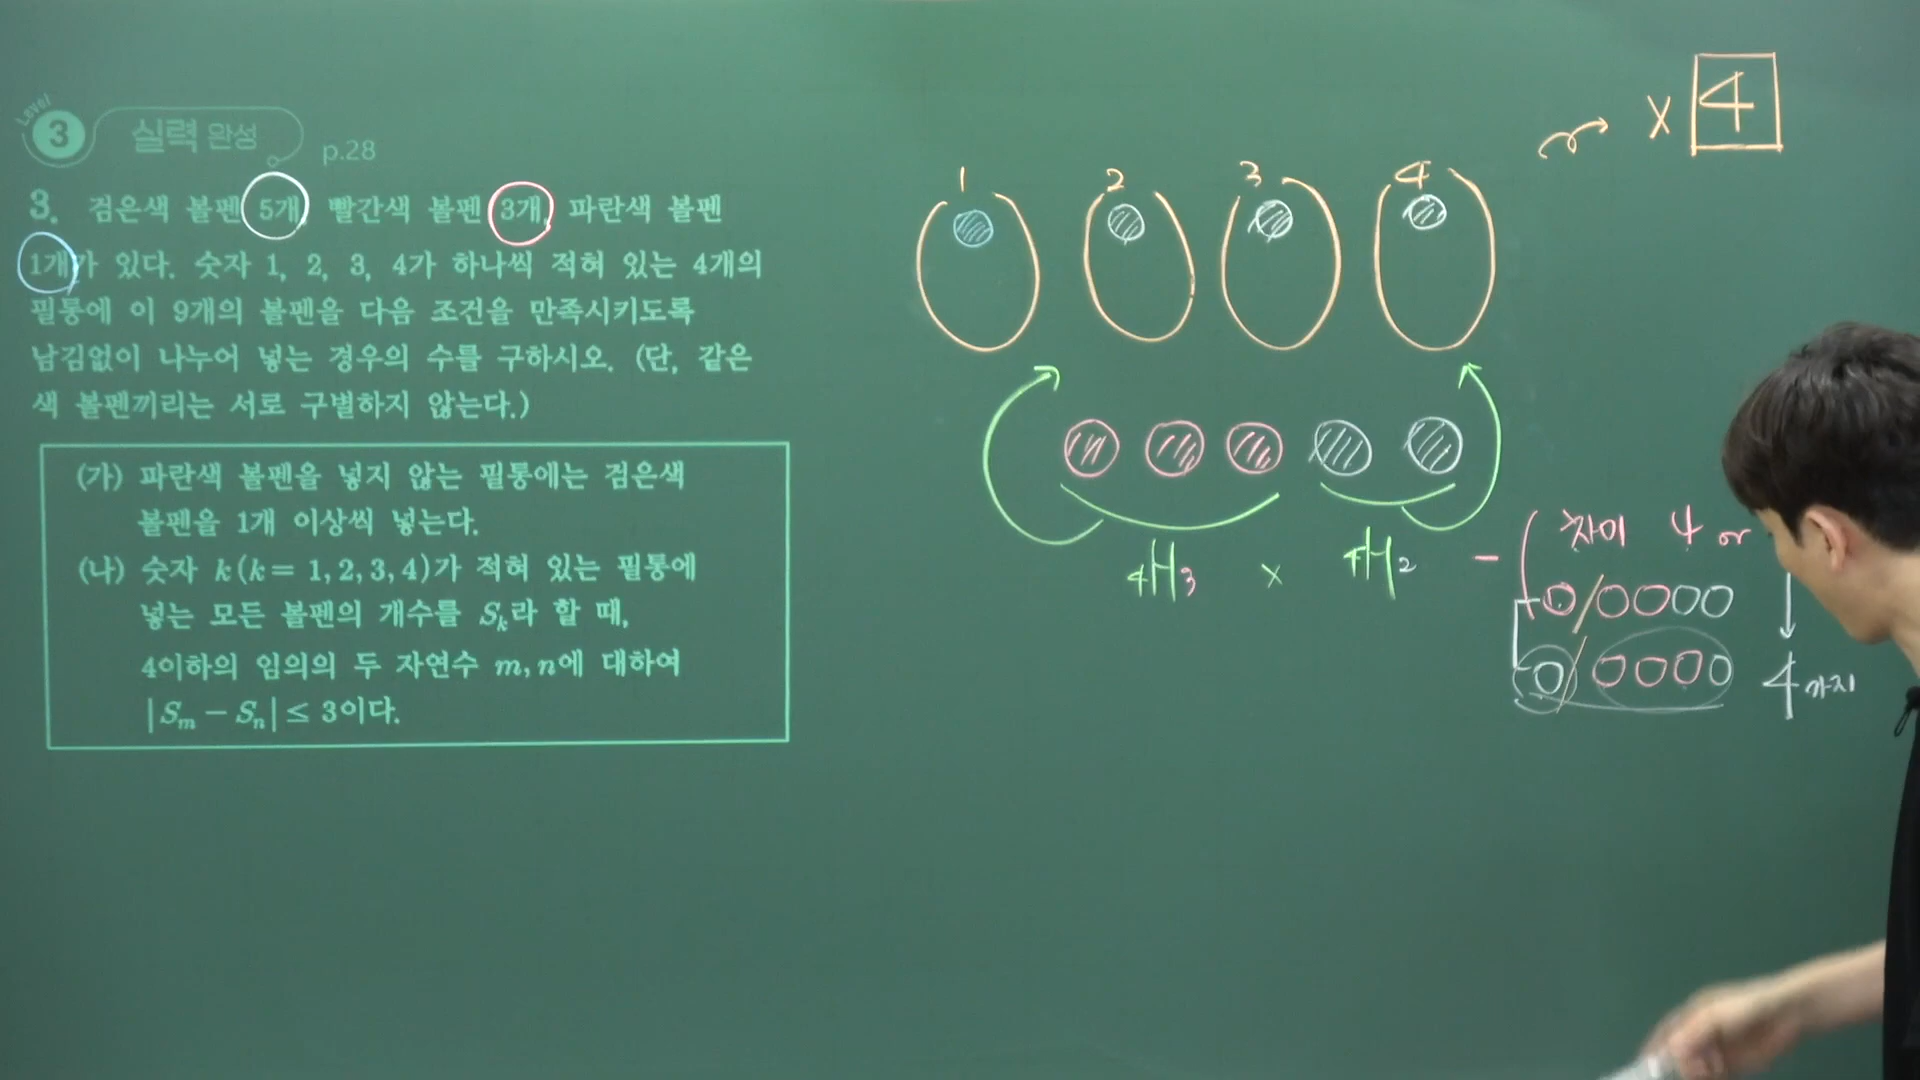 Level 3 실력 완성 p.28
3. 검은색 볼펜 5개, 빨간색 볼펜 3개, 파란색 볼펜
1개가 있다. 숫자 1, 2, 3, 4가 하나씩 적혀 있는 4개의
필통에 이 9개의 볼펜을 다음 조건을 만족시키도록
남김없이 나누어 넣는 경우의 수를 구하시오. (단, 같은
색 볼펜끼리는 서로 구별하지 않는다.)
(가) 파란색 볼펜을 넣지 않는 필통에는 검은색
볼펜을 1개 이상씩 넣는다.
(나) 숫자 k(k= 1, 2, 3, 4)가 적혀 있는 필통에
넣는 모든 볼펜의 개수를 Sₖ라 할 때,
4이하의 임의의 두 자연수 m, n에 대하여
|Sₘ − Sₙ| ≤ 3이다.
× 4
1 2 3 4
₄H₃ × ₄H₂ − ( 차이 4 or
4가지